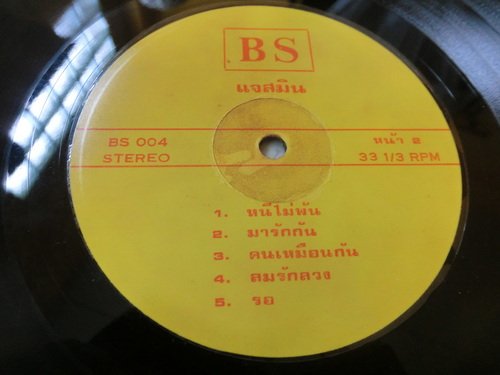 BS
แจสมิน
BS 004
STEREO
หน้า 2
33 1/3 RPM
1. หนีไม่พ้น
2. มารักกัน
3. คนเหมือนกัน
4. ลมรักลวง
5. รอ